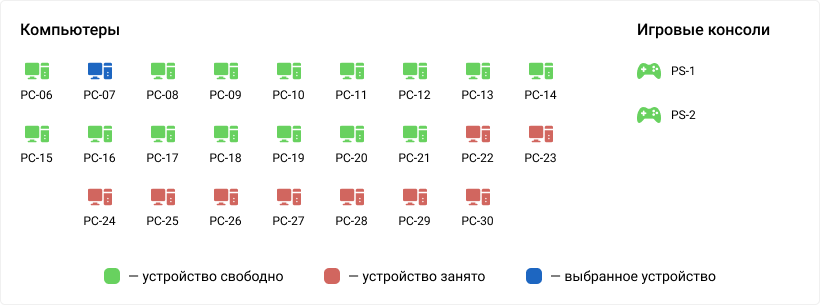 Компьютеры
Игровые консоли
PC-06 PC-07 PC-08 PC-09 PC-10 PC-11 PC-12 PC-13 PC-14
PS-1
PS-2
PC-15 PC-16 PC-17 PC-18 PC-19 PC-20 PC-21 PC-22 PC-23
PC-24 PC-25 PC-26 PC-27 PC-28 PC-29 PC-30
— устройство свободно — устройство занято — выбранное устройство